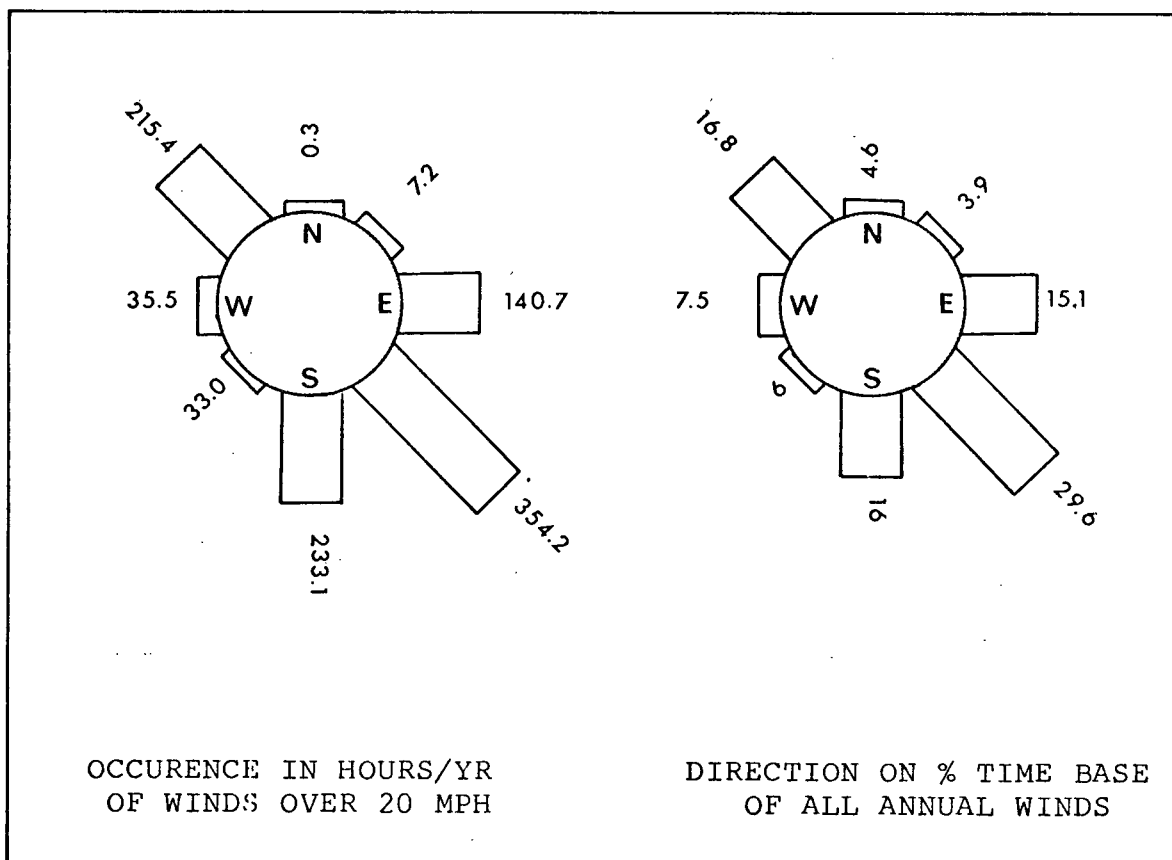 215.4
0.3
7.2
N
35.5
W
E
140.7
33.0
S
354.2
233.1
OCCURENCE IN HOURS/YR
OF WINDS OVER 20 MPH
16.8
4.6
3.9
N
7.5
W
E
15.1
6
S
29.6
16
DIRECTION ON % TIME BASE
OF ALL ANNUAL WINDS